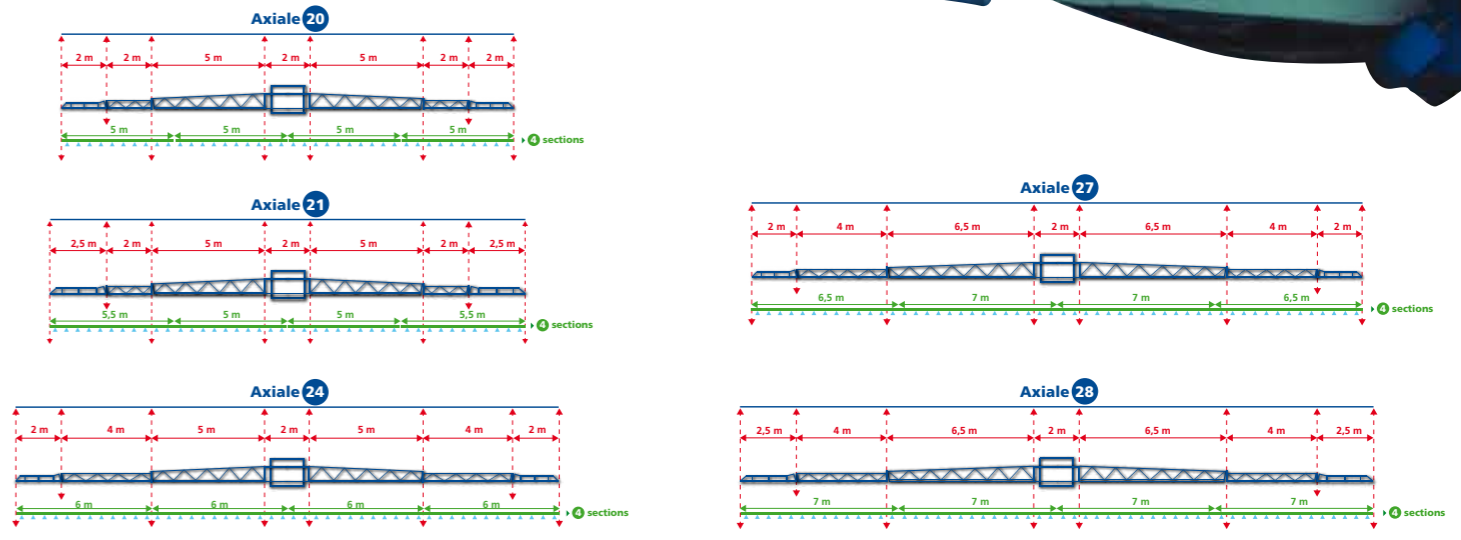 Axiale 20
2 m 2 m 5 m 2 m 5 m 2 m 2 m
5 m 5 m 5 m 5 m
4 sections
Axiale 21
2,5 m 2 m 5 m 2 m 5 m 2 m 2,5 m
5,5 m 5 m 5 m 5,5 m
4 sections
Axiale 24
2 m 4 m 5 m 2 m 5 m 4 m 2 m
6 m 6 m 6 m 6 m
4 sections
Axiale 27
2 m 4 m 6,5 m 2 m 6,5 m 4 m 2 m
6,5 m 7 m 7 m 6,5 m
4 sections
Axiale 28
2,5 m 4 m 6,5 m 2 m 6,5 m 4 m 2,5 m
7 m 7 m 7 m 7 m
4 sections